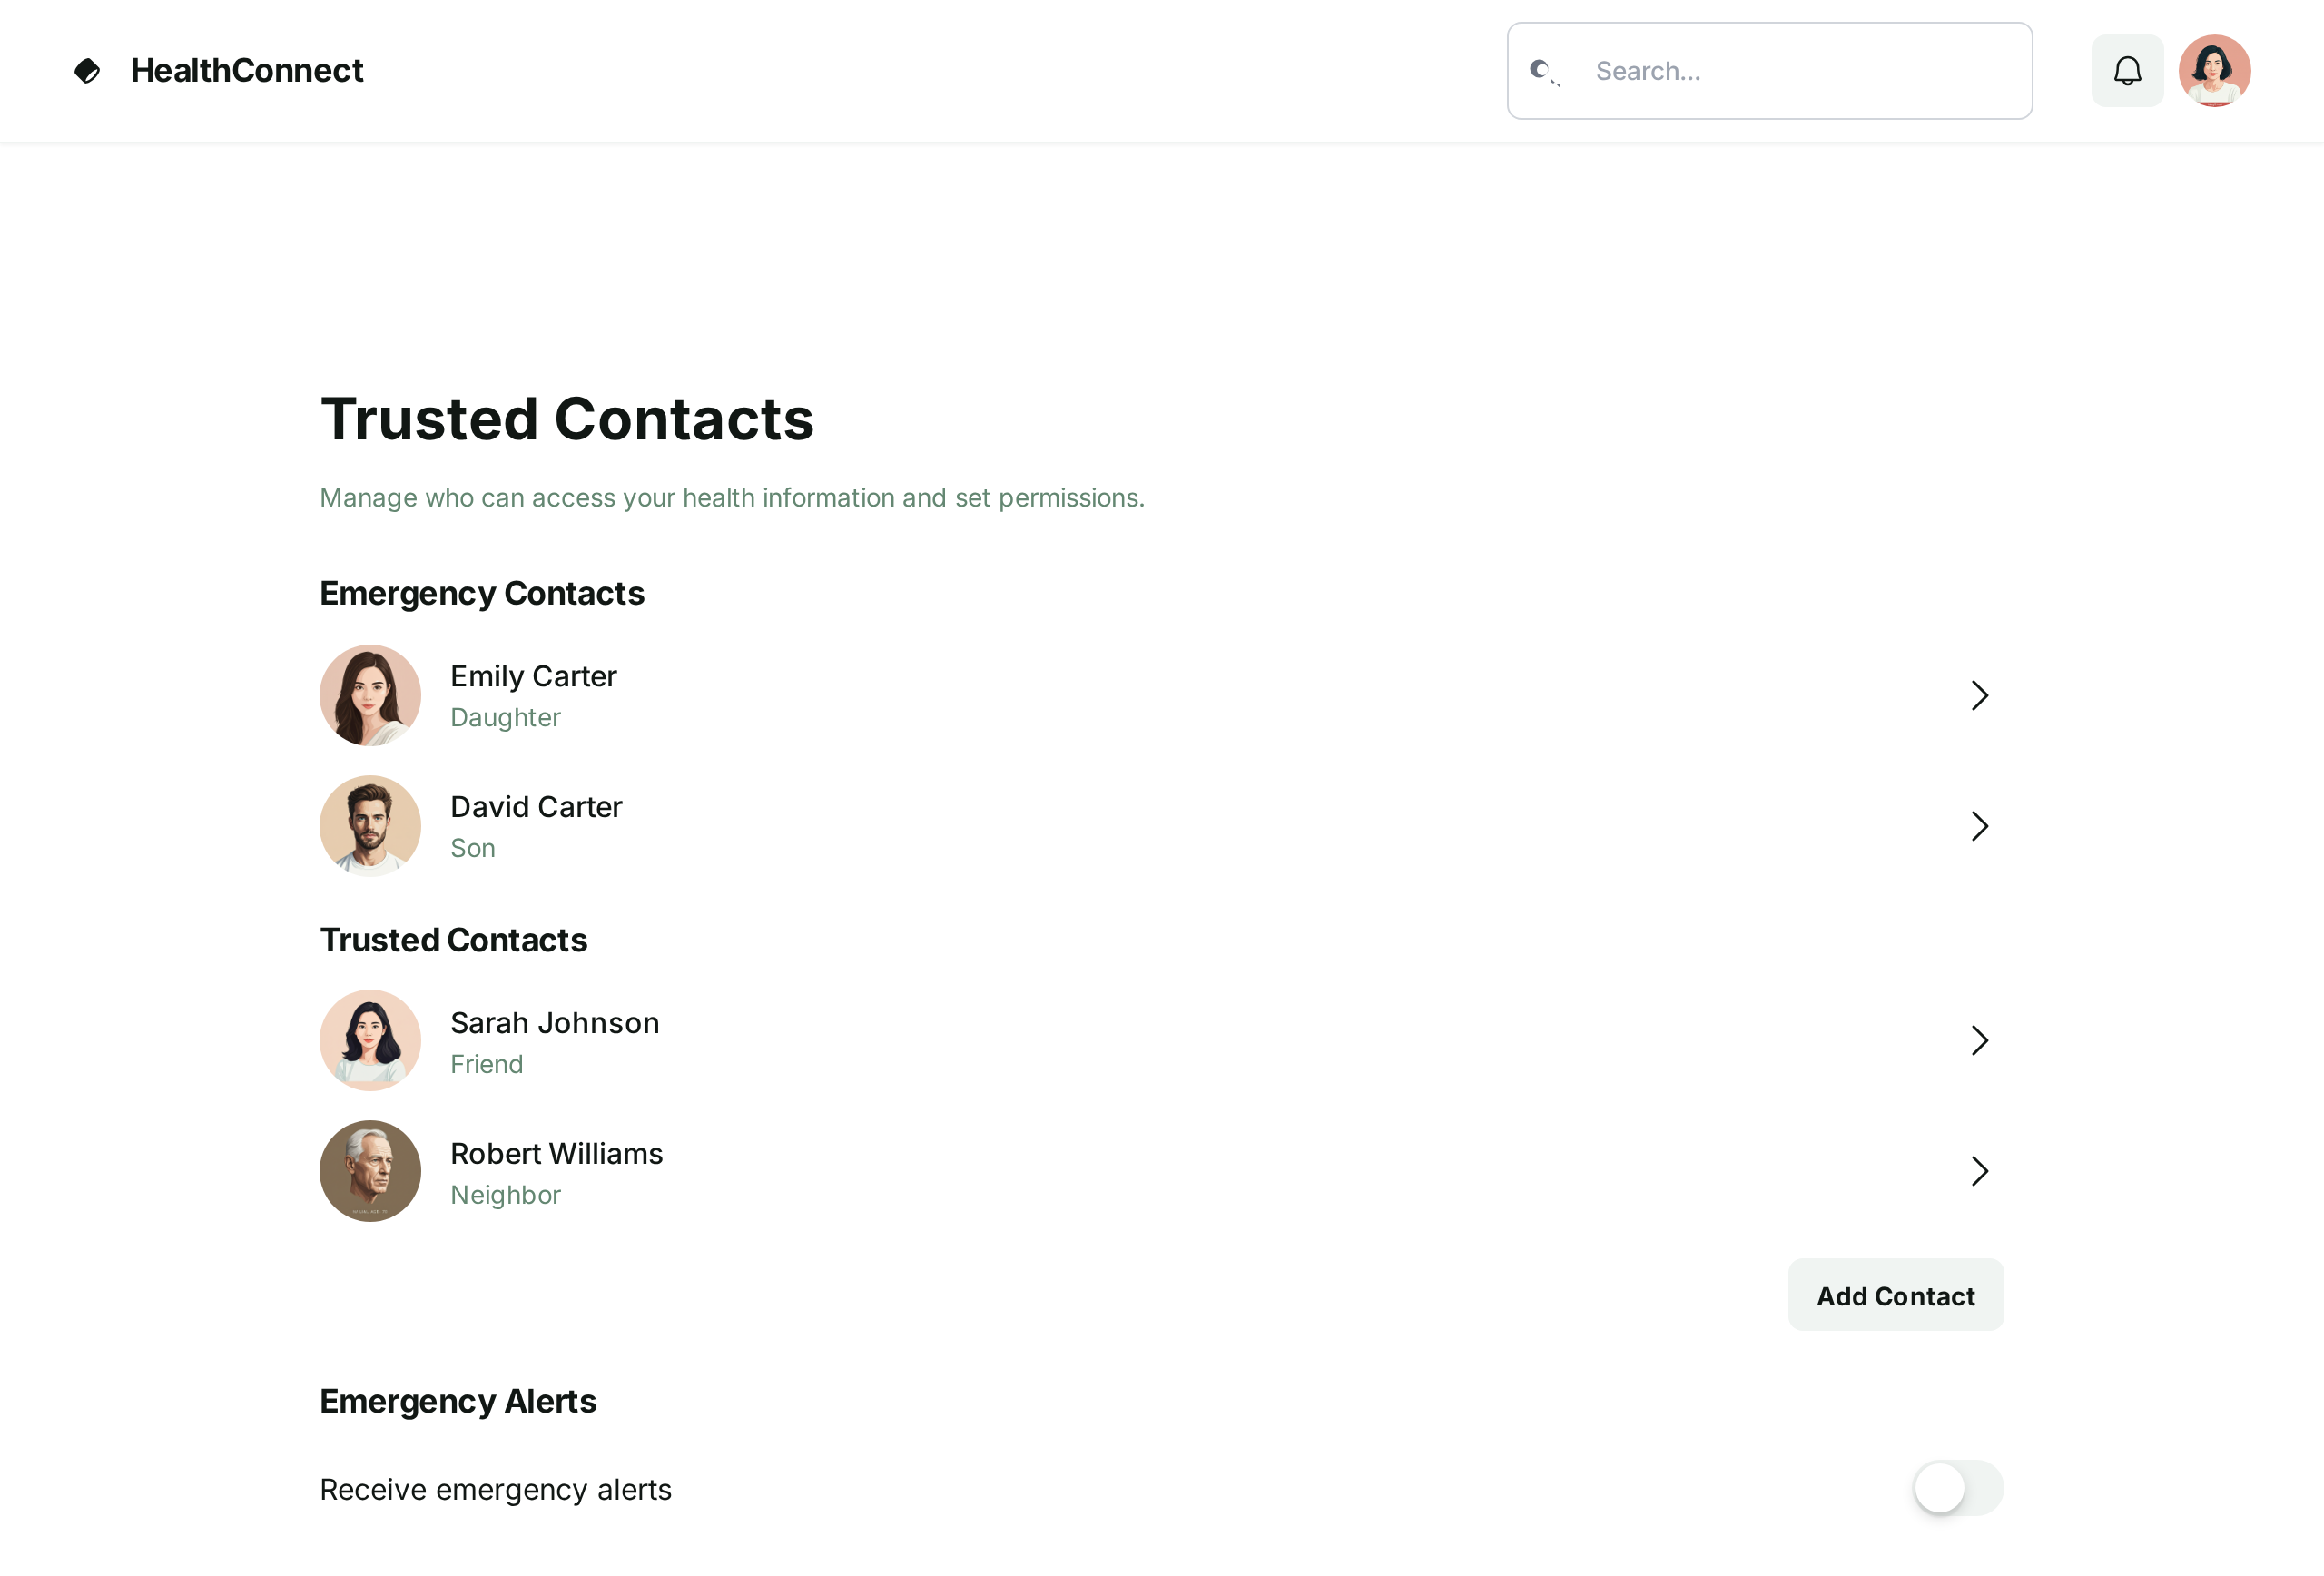 HealthConnect
Search...
Trusted Contacts
Manage who can access your health information and set permissions.
Emergency Contacts
Emily Carter
Daughter
David Carter
Son
Trusted Contacts
Sarah Johnson
Friend
Robert Williams
Neighbor
Add Contact
Emergency Alerts
Receive emergency alerts